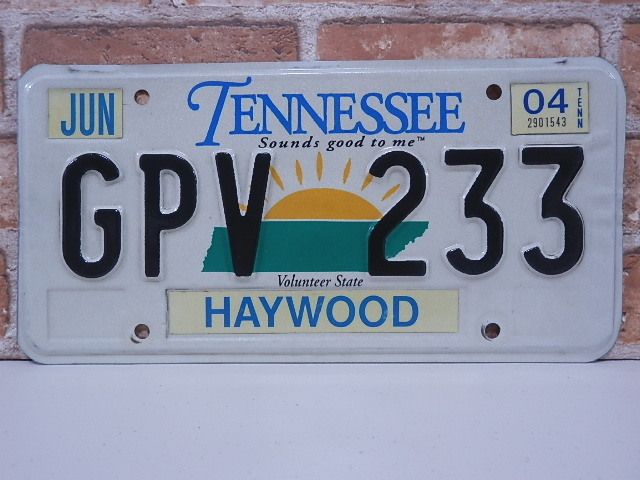 JUN
TENNESSEE
04
TENN
2901543
Sounds good to me™
GPV 233
Volunteer State
HAYWOOD